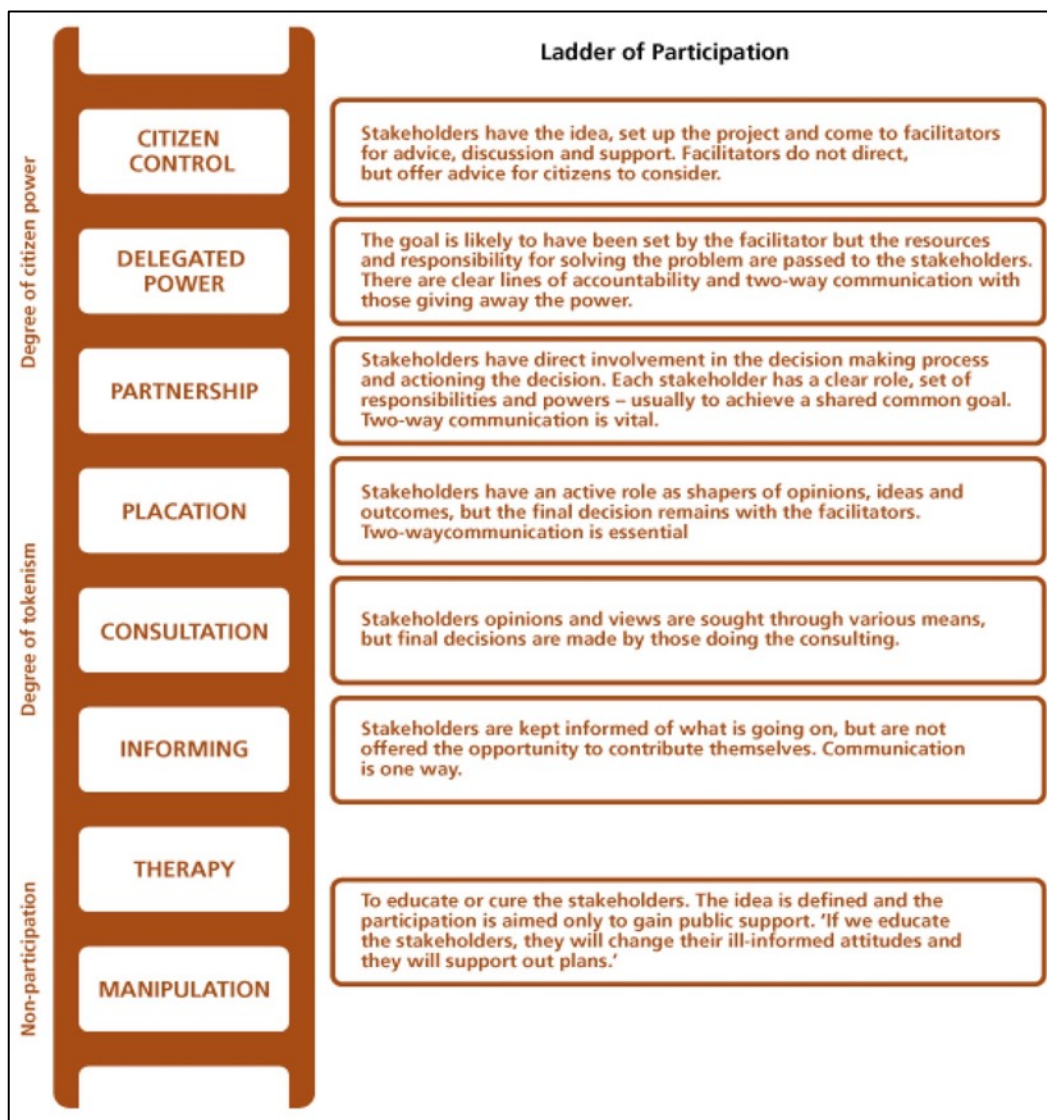 Ladder of Participation
Degree of citizen power
CITIZEN
CONTROL
Stakeholders have the idea, set up the project and come to facilitators
for advice, discussion and support. Facilitators do not direct,
but offer advice for citizens to consider.
DELEGATED
POWER
The goal is likely to have been set by the facilitator but the resources
and responsibility for solving the problem are passed to the stakeholders.
There are clear lines of accountability and two-way communication with
those giving away the power.
PARTNERSHIP
Stakeholders have direct involvement in the decision making process
and actioning the decision. Each stakeholder has a clear role, set of
responsibilities and powers – usually to achieve a shared common goal.
Two-way communication is vital.
Degree of tokenism
PLACATION
Stakeholders have an active role as shapers of opinions, ideas and
outcomes, but the final decision remains with the facilitators.
Two-waycommunication is essential
CONSULTATION
Stakeholders opinions and views are sought through various means,
but final decisions are made by those doing the consulting.
INFORMING
Stakeholders are kept informed of what is going on, but are not
offered the opportunity to contribute themselves. Communication
is one way.
Non-participation
THERAPY
MANIPULATION
To educate or cure the stakeholders. The idea is defined and the
participation is aimed only to gain public support. ‘If we educate
the stakeholders, they will change their ill-informed attitudes and
they will support out plans.’